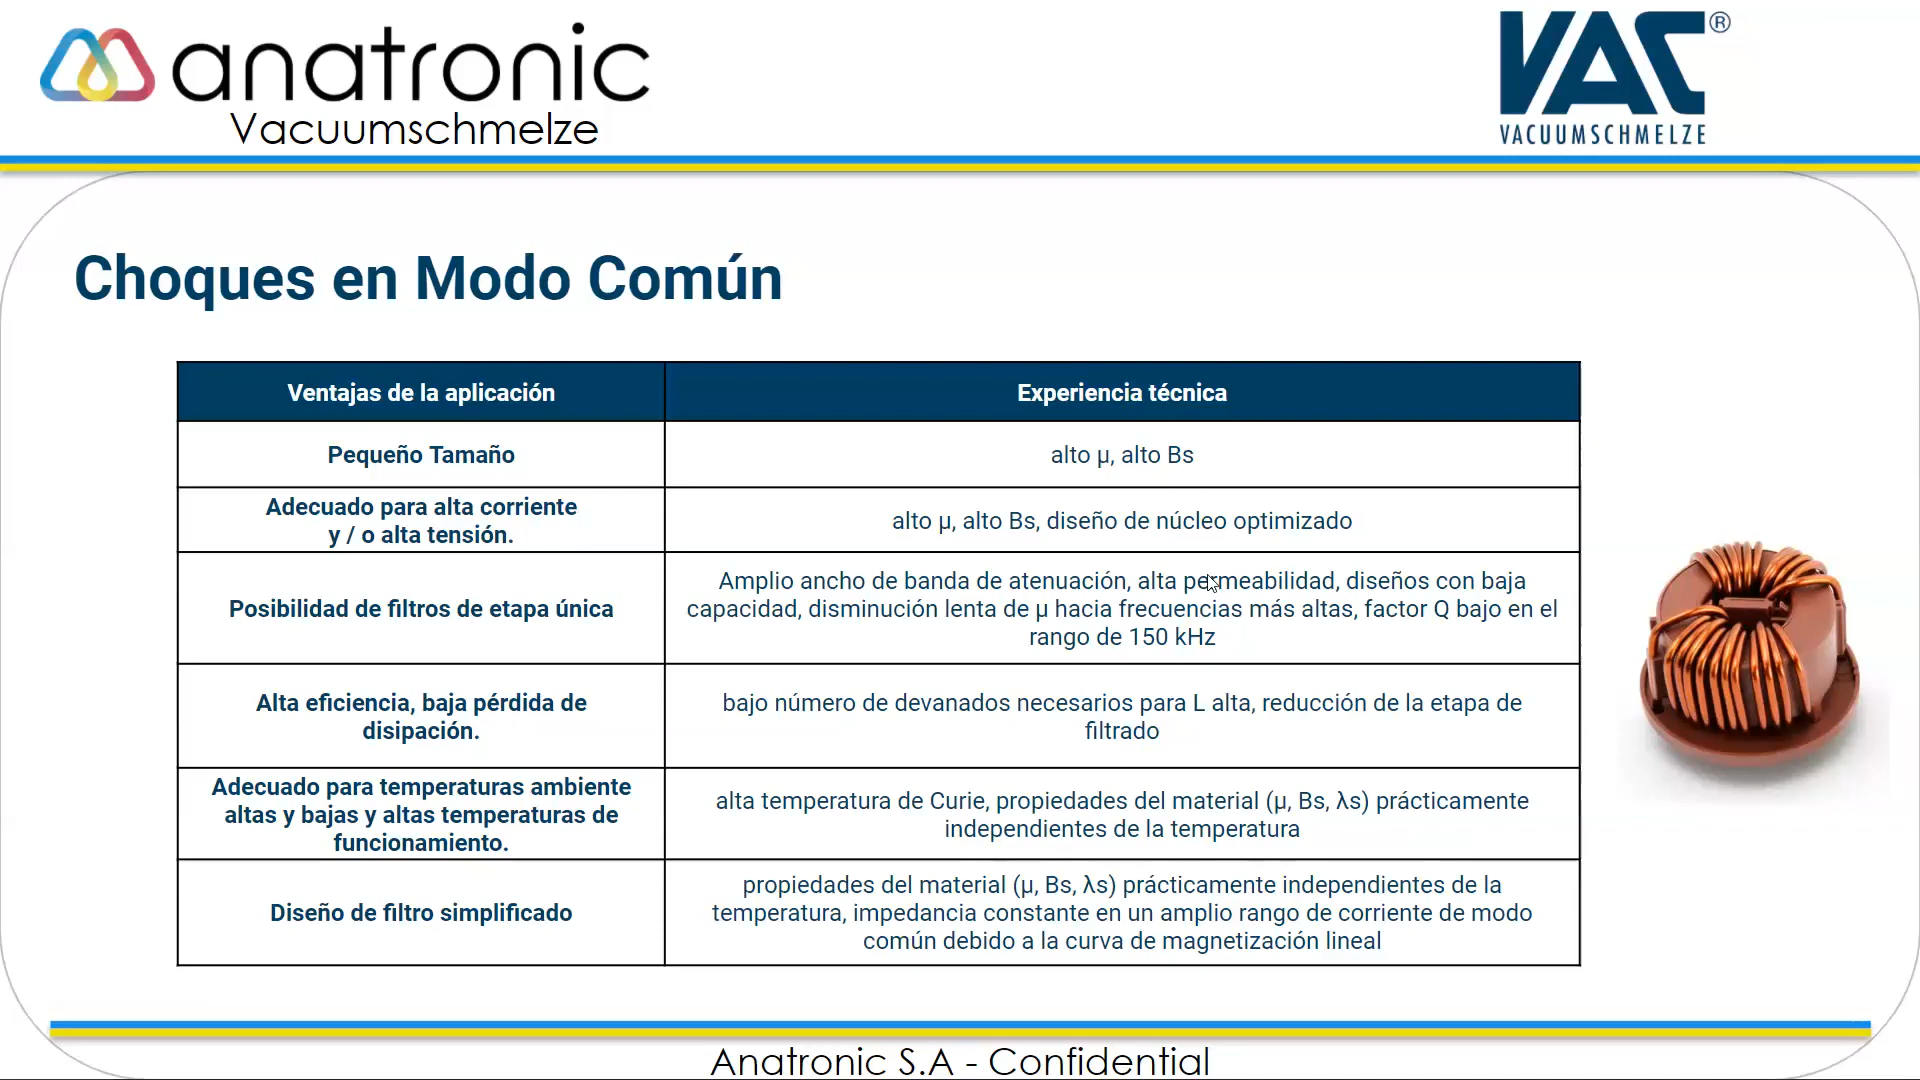 anatronic
Vacuumschmelze
VAC®
VACUUMSCHMELZE
Choques en Modo Común
Ventajas de la aplicación
Experiencia técnica
Pequeño Tamaño
alto μ, alto Bs
Adecuado para alta corriente
y / o alta tensión.
alto μ, alto Bs, diseño de núcleo optimizado
Posibilidad de filtros de etapa única
Amplio ancho de banda de atenuación, alta permeabilidad, diseños con baja
capacidad, disminución lenta de μ hacia frecuencias más altas, factor Q bajo en el
rango de 150 kHz
Alta eficiencia, baja pérdida de
disipación.
bajo número de devanados necesarios para L alta, reducción de la etapa de
filtrado
Adecuado para temperaturas ambiente
altas y bajas y altas temperaturas de
funcionamiento.
alta temperatura de Curie, propiedades del material (μ, Bs, λs) prácticamente
independientes de la temperatura
Diseño de filtro simplificado
propiedades del material (μ, Bs, λs) prácticamente independientes de la
temperatura, impedancia constante en un amplio rango de corriente de modo
común debido a la curva de magnetización lineal
Anatronic S.A - Confidential